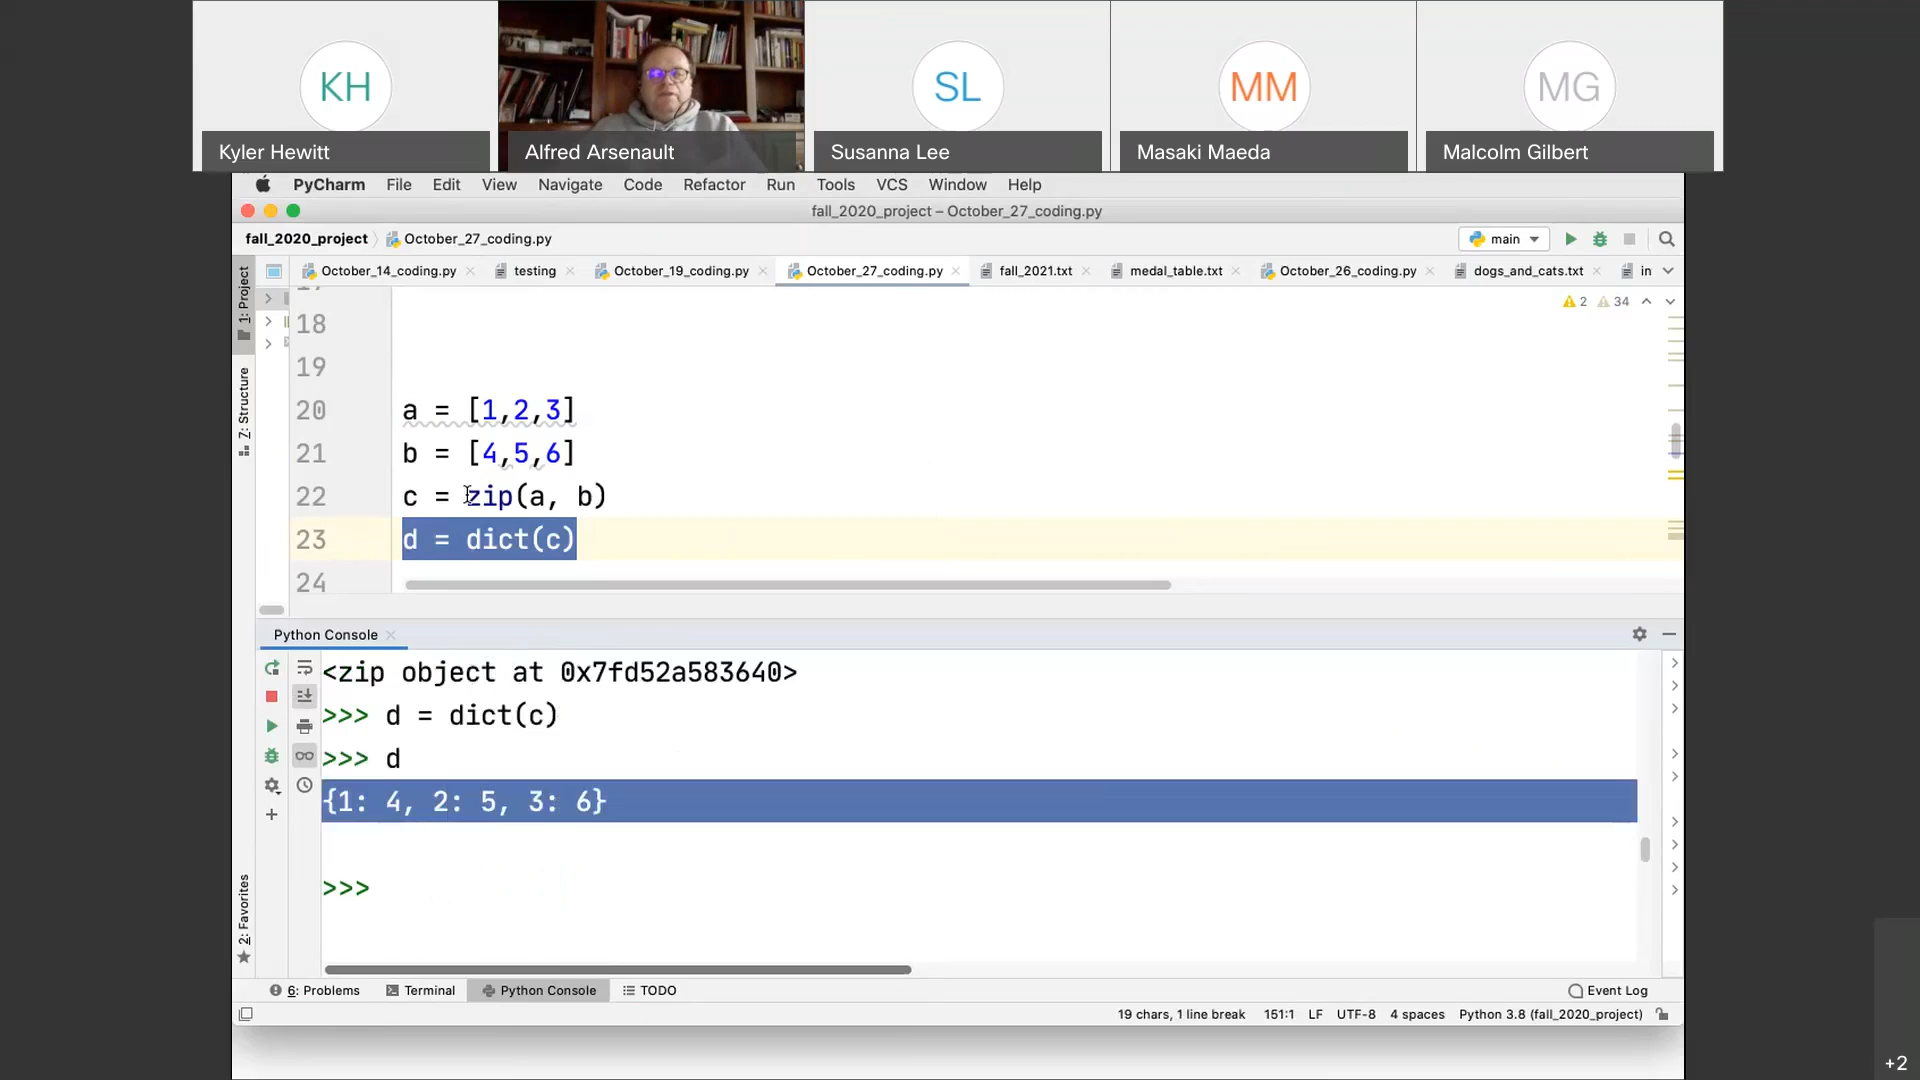 KH
SL
MM
MG
Kyler Hewitt
Alfred Arsenault
Susanna Lee
Masaki Maeda
Malcolm Gilbert
PyCharm File Edit View Navigate Code Refactor Run Tools VCS Window Help
fall_2020_project – October_27_coding.py
fall_2020_project October_27_coding.py
main
October_14_coding.py testing October_19_coding.py October_27_coding.py fall_2021.txt medal_table.txt October_26_coding.py dogs_and_cats.txt in
1: Project
7: Structure
2: Favorites
2 34
18
19
20 a = [1,2,3]
21 b = [4,5,6]
22 c = zip(a, b)
23 d = dict(c)
24
Python Console
<zip object at 0x7fd52a583640>
>>> d = dict(c)
>>> d
{1: 4, 2: 5, 3: 6}
>>>
6: Problems Terminal Python Console TODO Event Log
19 chars, 1 line break 151:1 LF UTF-8 4 spaces Python 3.8 (fall_2020_project)
+2